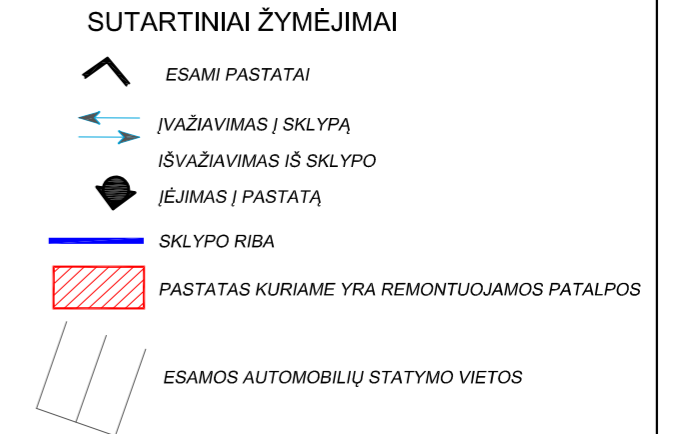 SUTARTINIAI ŽYMĖJIMAI
ESAMI PASTATAI
ĮVAŽIAVIMAS Į SKLYPĄ
IŠVAŽIAVIMAS IŠ SKLYPO
ĮĖJIMAS Į PASTATĄ
SKLYPO RIBA
PASTATAS KURIAME YRA REMONTUOJAMOS PATALPOS
ESAMOS AUTOMOBILIŲ STATYMO VIETOS